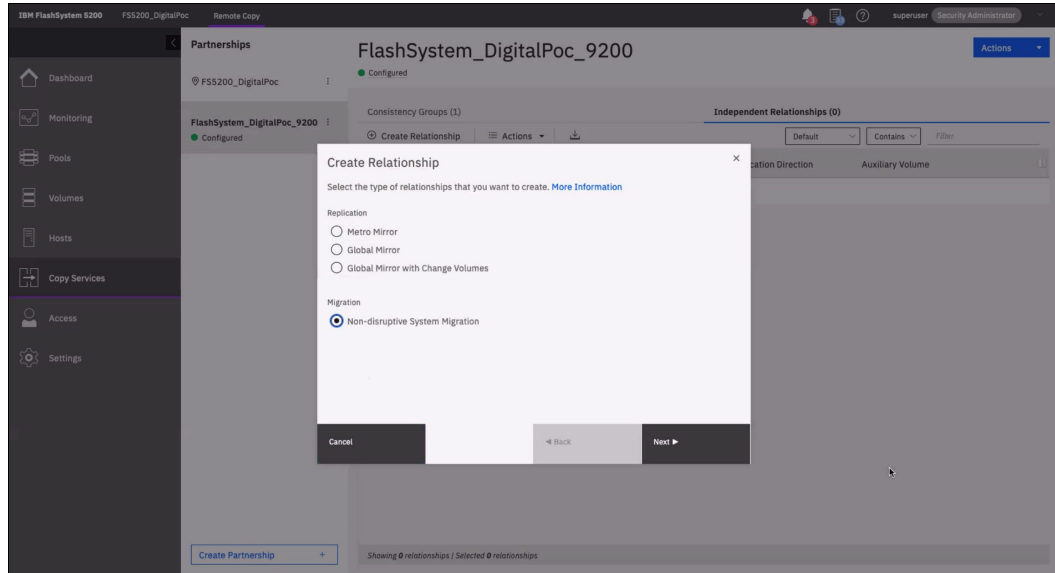 IBM FlashSystem 5200 FS5200_DigitalPoc Remote Copy superuser Security Administrator
Dashboard
Monitoring
Pools
Volumes
Hosts
Copy Services
Access
Settings
Partnerships
FS5200_DigitalPoc
FlashSystem_DigitalPoc_9200
Configured
Create Partnership +
FlashSystem_DigitalPoc_9200
Configured
Actions
Consistency Groups (1) Independent Relationships (0)
Create Relationship Actions Default Contains Filter
cation Direction Auxiliary Volume
Create Relationship
Select the type of relationships that you want to create. More Information
Replication
Metro Mirror
Global Mirror
Global Mirror with Change Volumes
Migration
Non-disruptive System Migration
Cancel Back Next
Showing 0 relationships | Selected 0 relationships